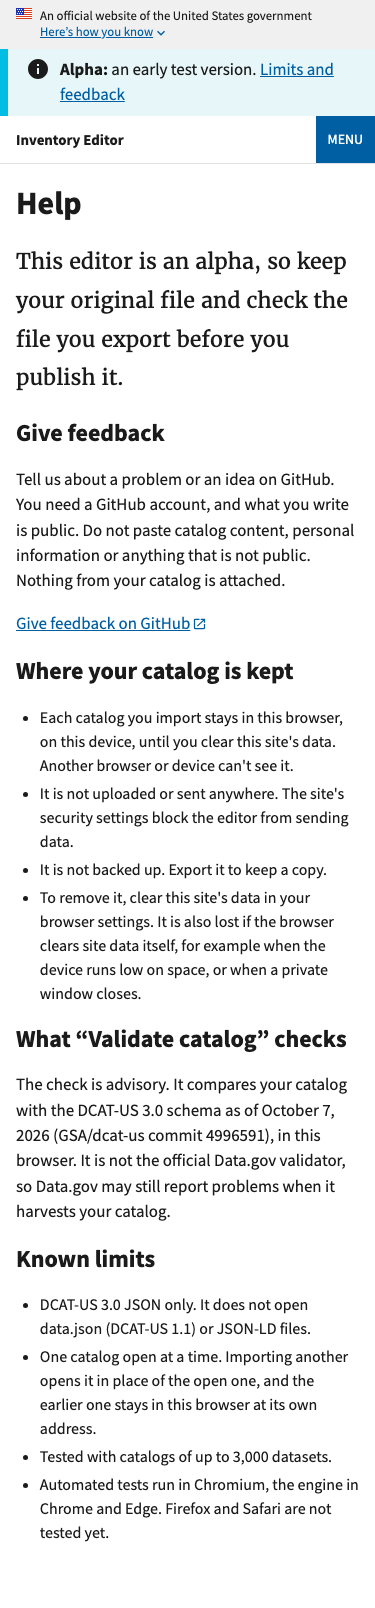 An official website of the United States government
Here's how you know
Alpha: an early test version. Limits and
feedback
Inventory Editor
MENU
Help
This editor is an alpha, so keep
your original file and check the
file you export before you
publish it.
Give feedback
Tell us about a problem or an idea on GitHub.
You need a GitHub account, and what you write
is public. Do not paste catalog content, personal
information or anything that is not public.
Nothing from your catalog is attached.
Give feedback on GitHub
Where your catalog is kept
Each catalog you import stays in this browser,
on this device, until you clear this site's data.
Another browser or device can't see it.
It is not uploaded or sent anywhere. The site's
security settings block the editor from sending
data.
It is not backed up. Export it to keep a copy.
To remove it, clear this site's data in your
browser settings. It is also lost if the browser
clears site data itself, for example when the
device runs low on space, or when a private
window closes.
What “Validate catalog” checks
The check is advisory. It compares your catalog
with the DCAT-US 3.0 schema as of October 7,
2026 (GSA/dcat-us commit 4996591), in this
browser. It is not the official Data.gov validator,
so Data.gov may still report problems when it
harvests your catalog.
Known limits
DCAT-US 3.0 JSON only. It does not open
data.json (DCAT-US 1.1) or JSON-LD files.
One catalog open at a time. Importing another
opens it in place of the open one, and the
earlier one stays in this browser at its own
address.
Tested with catalogs of up to 3,000 datasets.
Automated tests run in Chromium, the engine in
Chrome and Edge. Firefox and Safari are not
tested yet.